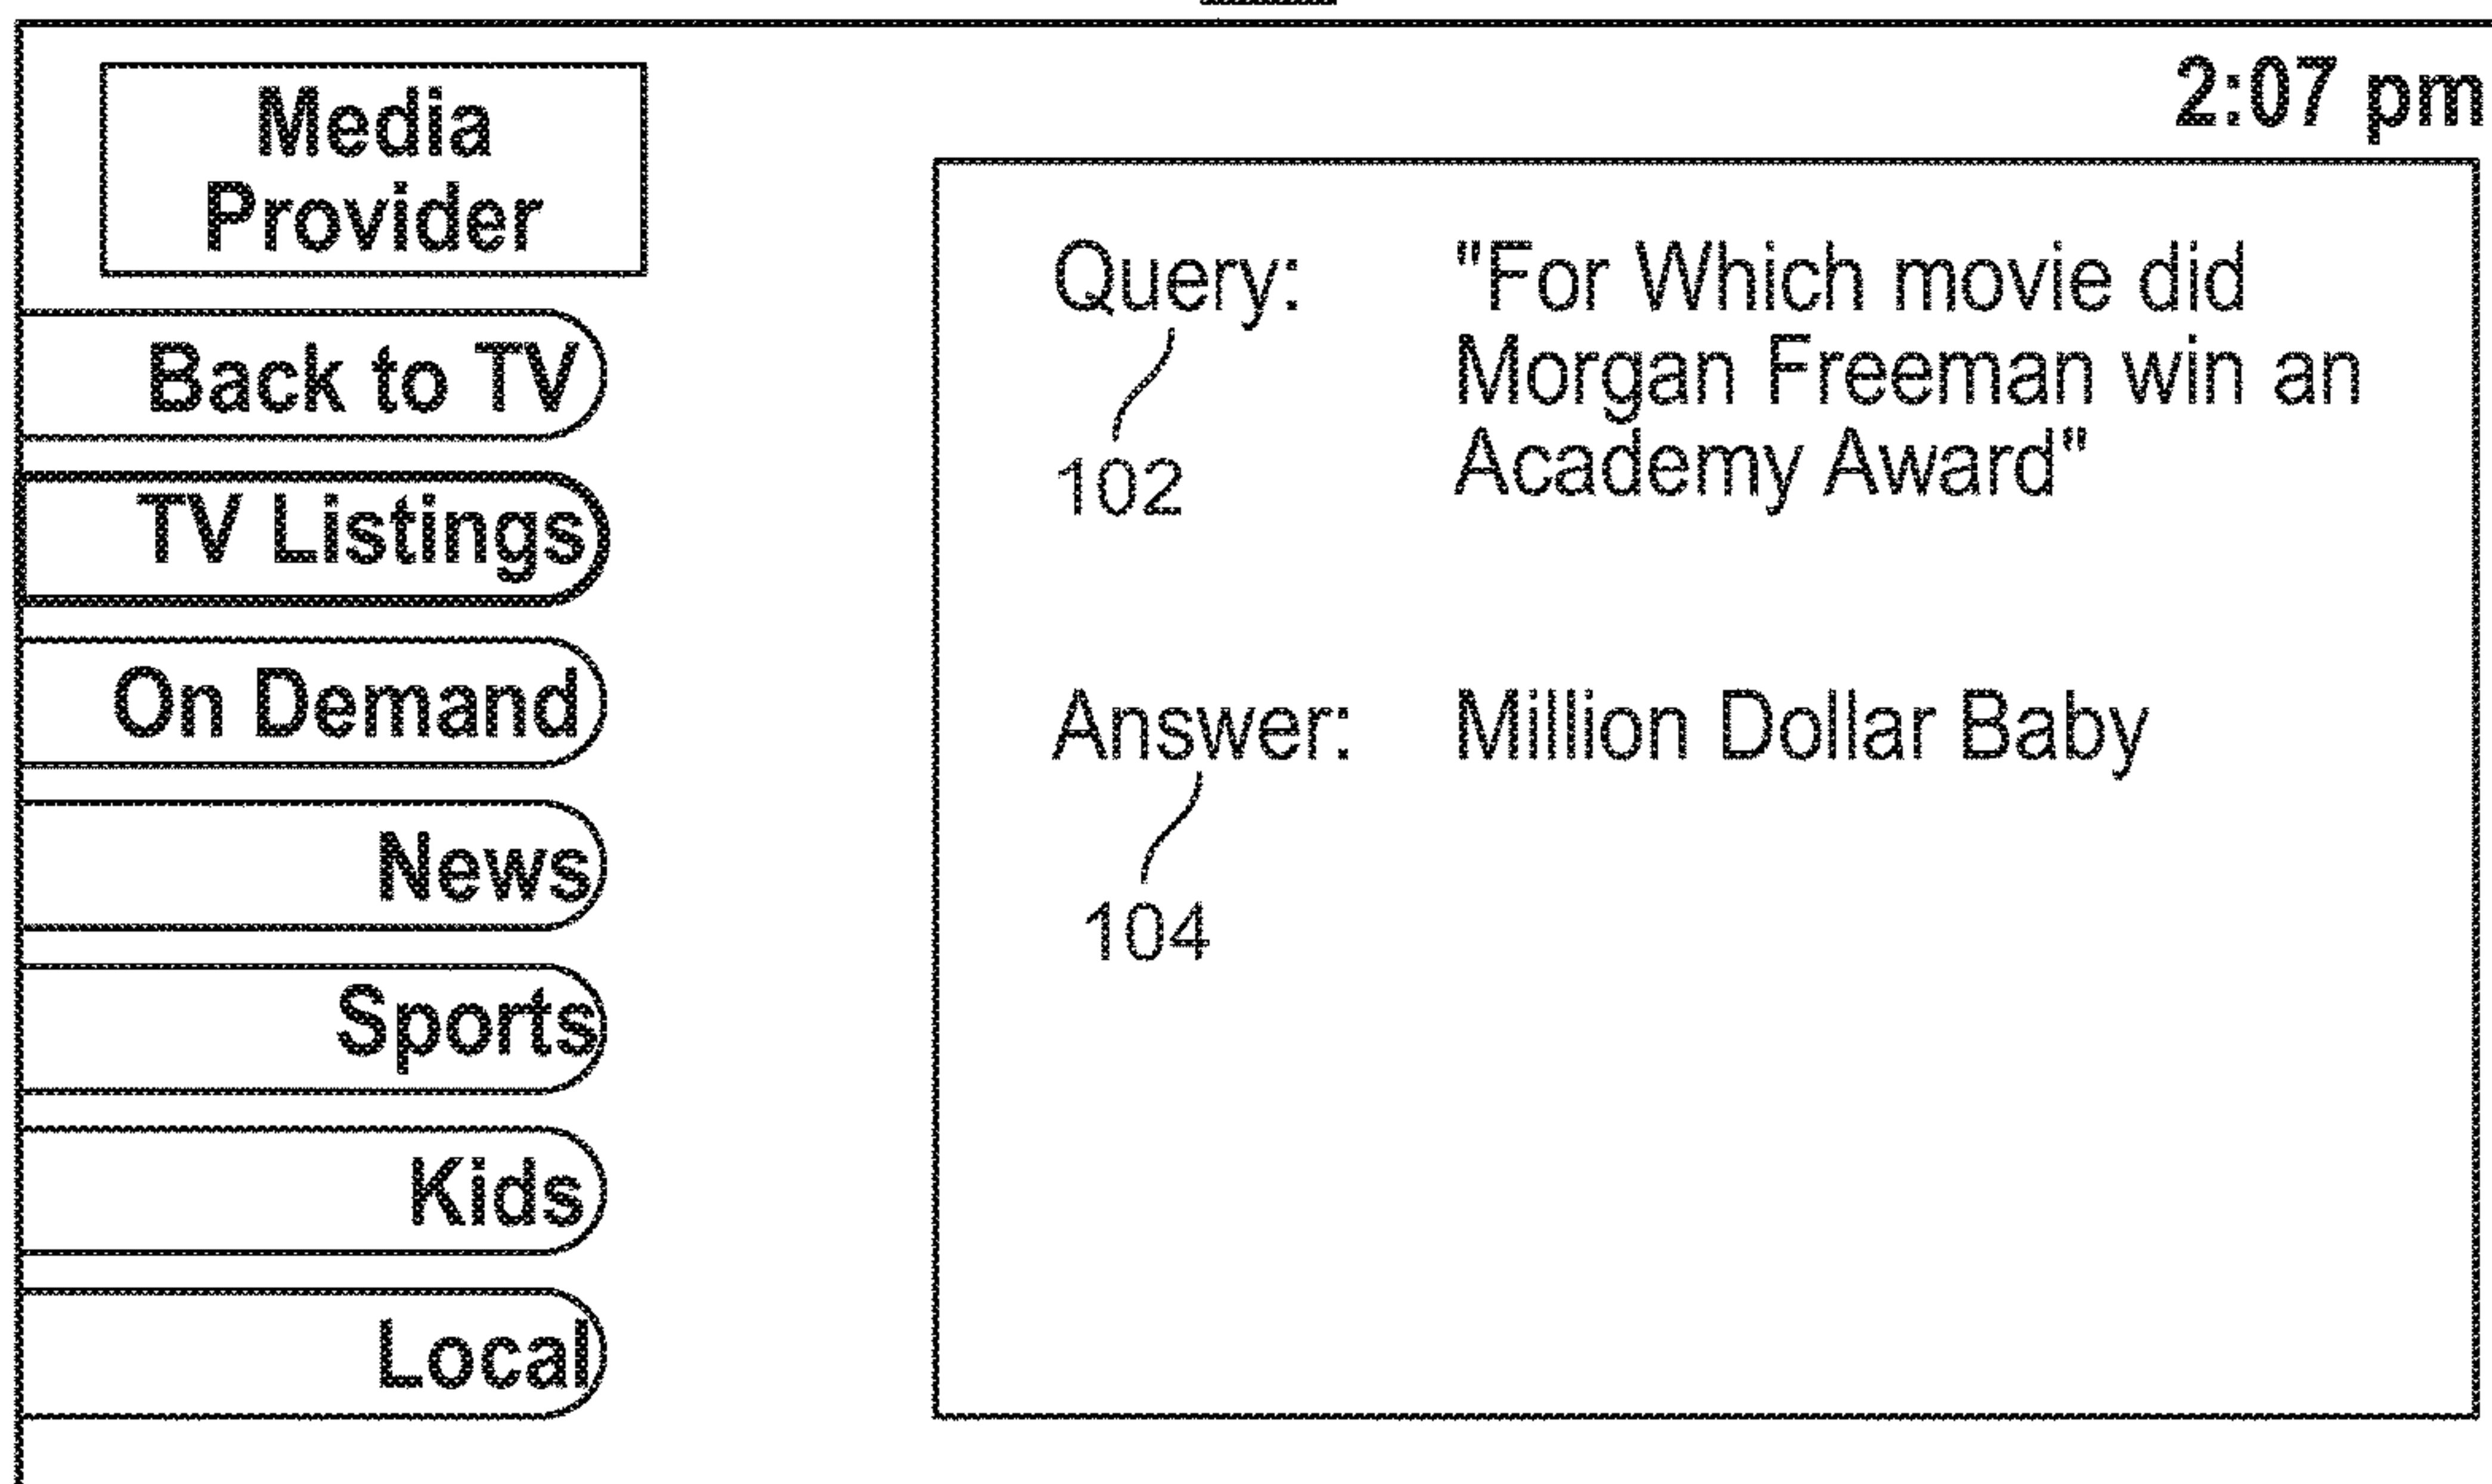 2:07 pm
Media
Provider
Back to TV
TV Listings
On Demand
News
Sports
Kids
Local
Query: "For Which movie did
Morgan Freeman win an
Academy Award"
102
Answer: Million Dollar Baby
104